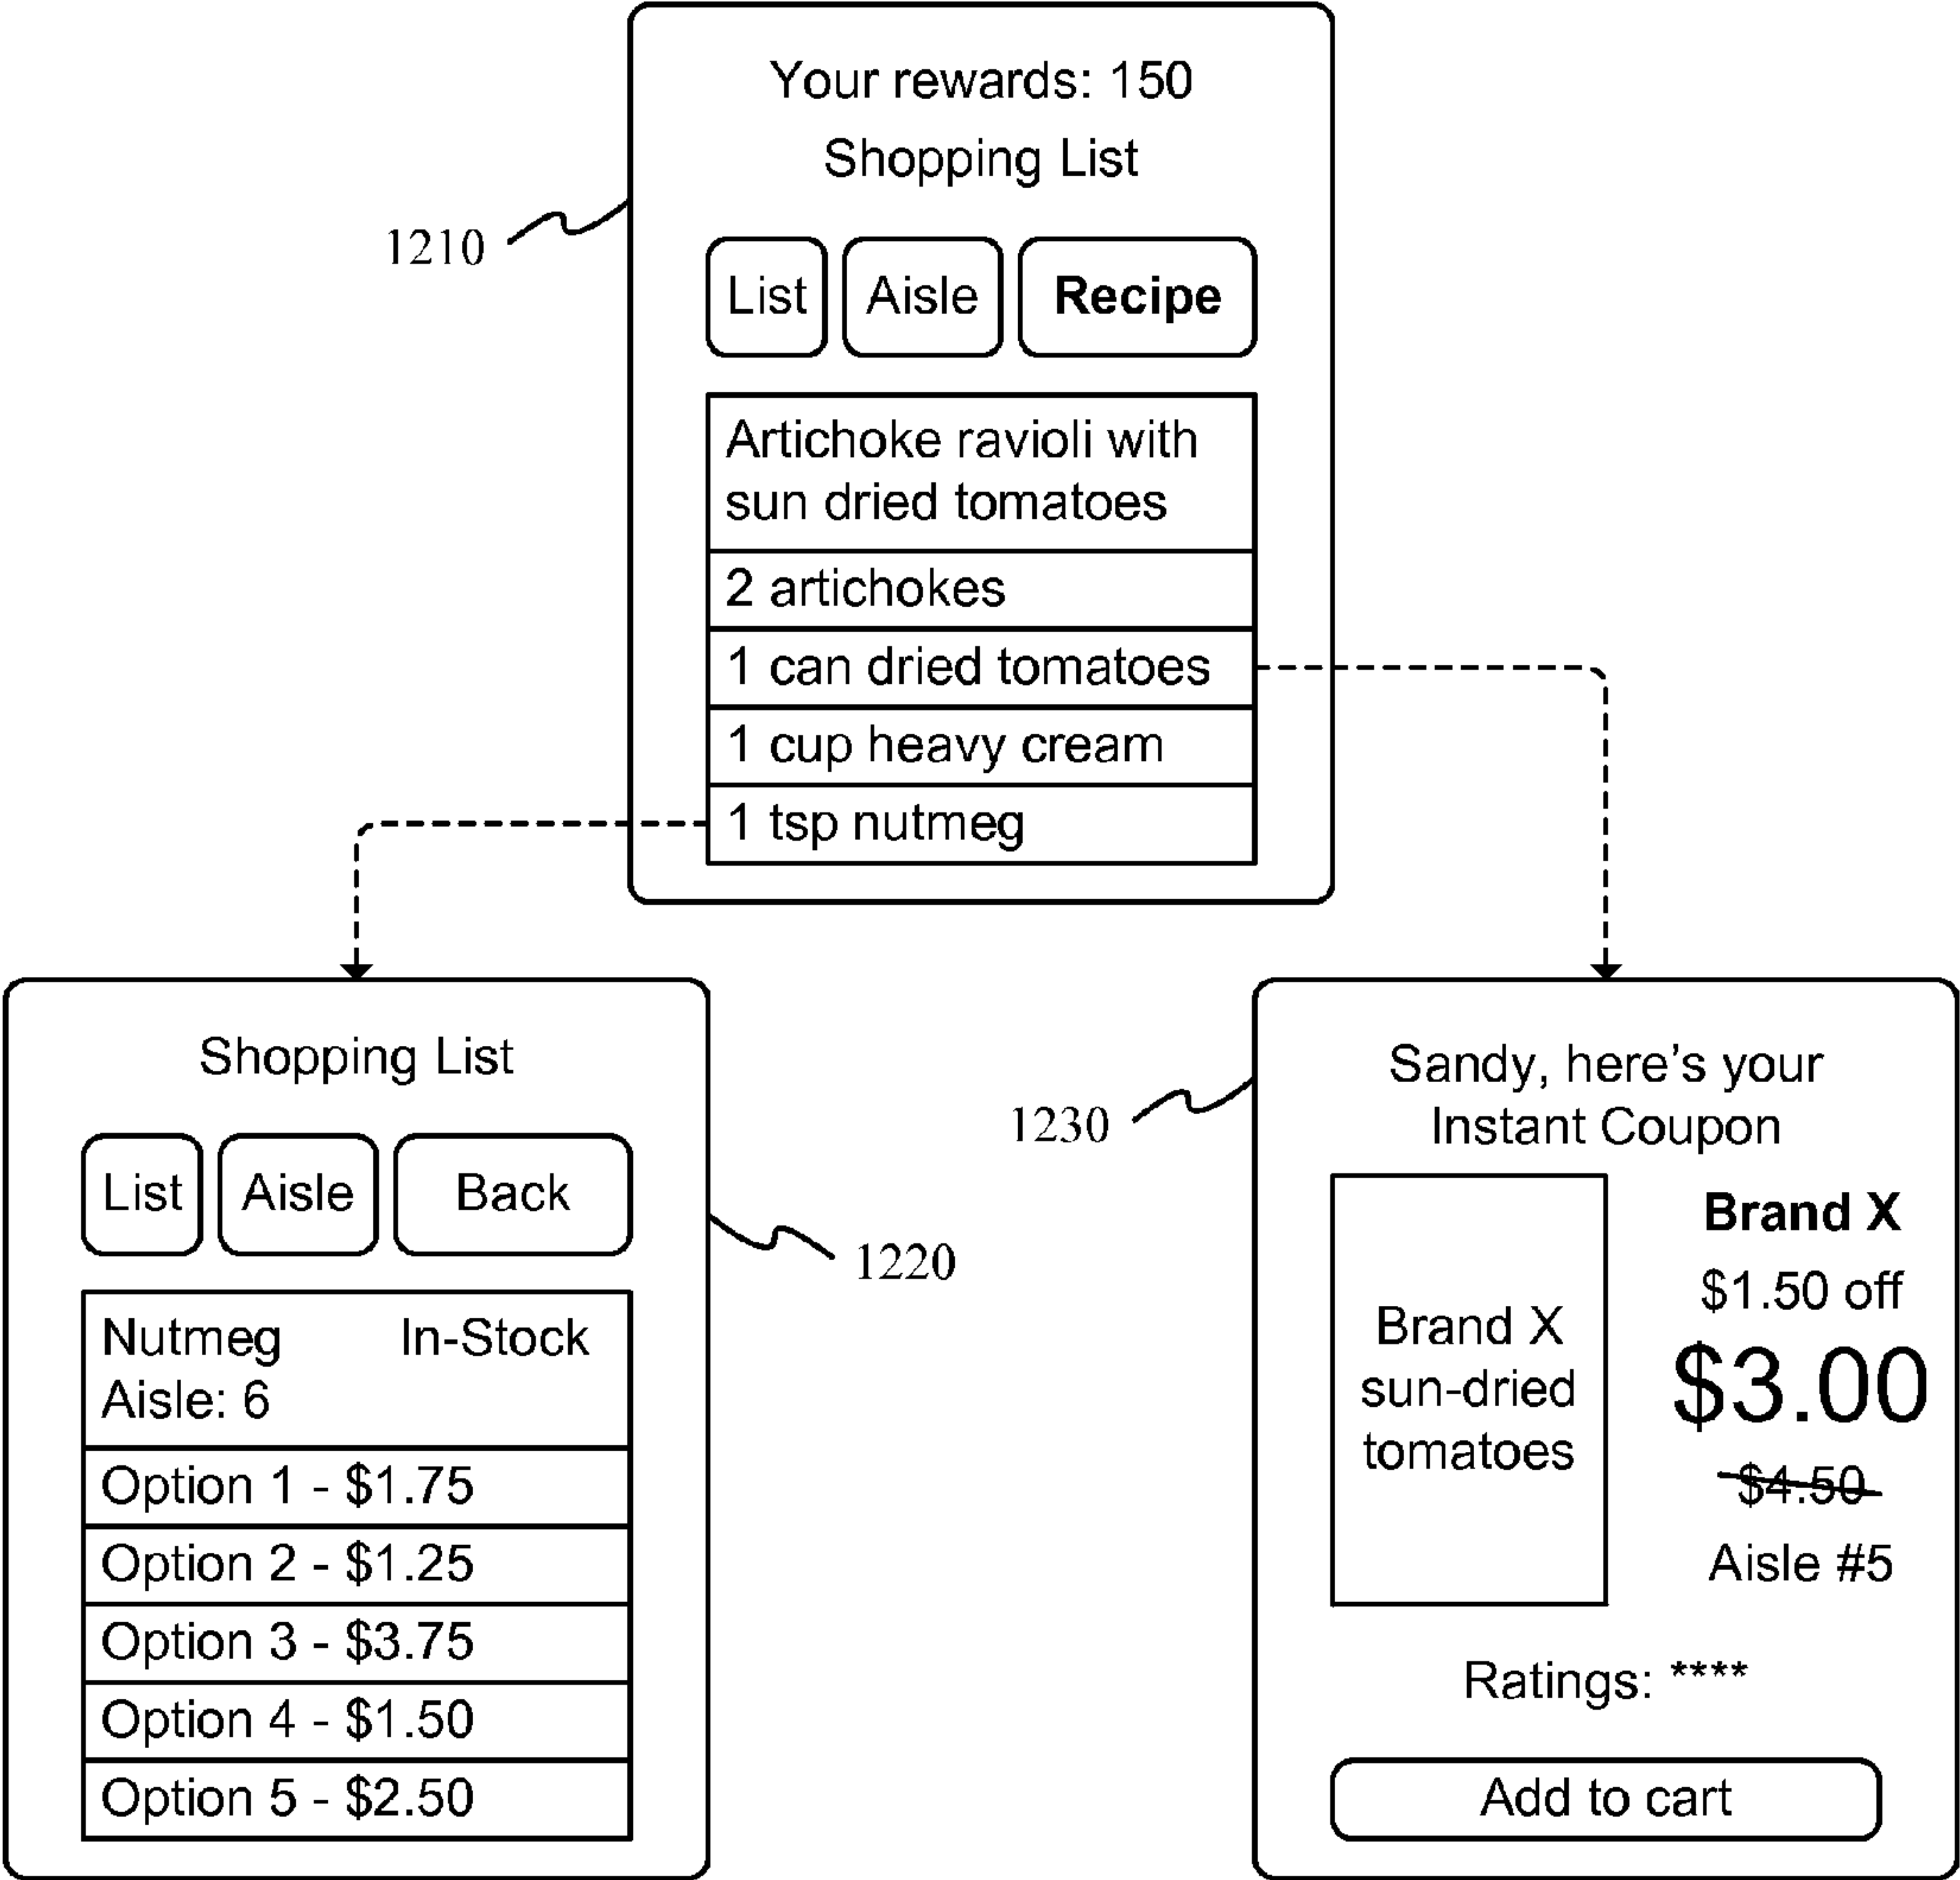 Your rewards: 150
Shopping List
1210
List
Aisle
Recipe
Artichoke ravioli with
sun dried tomatoes
2 artichokes
1 can dried tomatoes
1 cup heavy cream
1 tsp nutmeg
Shopping List
List
Aisle
Back
1220
Nutmeg In-Stock
Aisle: 6
Option 1 - $1.75
Option 2 - $1.25
Option 3 - $3.75
Option 4 - $1.50
Option 5 - $2.50
1230
Sandy, here’s your
Instant Coupon
Brand X
sun-dried
tomatoes
Brand X
$1.50 off
$3.00
$4.50
Aisle #5
Ratings: ****
Add to cart